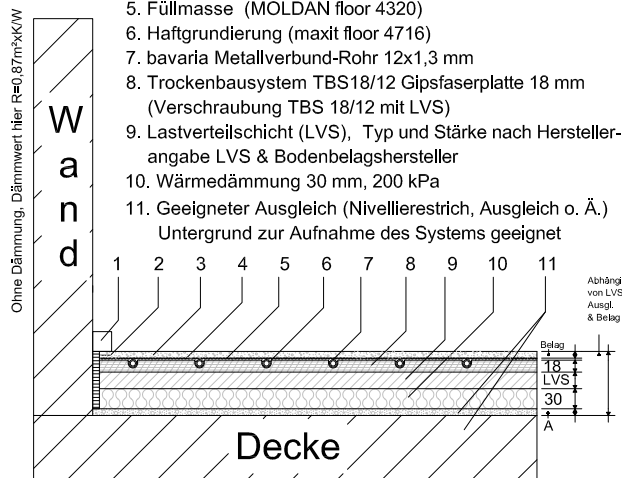 5. Füllmasse (MOLDAN floor 4320)
6. Haftgrundierung (maxit floor 4716)
7. bavaria Metallverbund-Rohr 12x1,3 mm
8. Trockenbausystem TBS18/12 Gipsfaserplatte 18 mm
(Verschraubung TBS 18/12 mit LVS)
9. Lastverteilschicht (LVS), Typ und Stärke nach Hersteller-
angabe LVS & Bodenbelagshersteller
10. Wärmedämmung 30 mm, 200 kPa
11. Geeigneter Ausgleich (Nivellierestrich, Ausgleich o. Ä.)
Untergrund zur Aufnahme des Systems geeignet
Ohne Dämmung, Dämmwert hier R=0,87m²xK/W
Wand
1 2 3 4 5 6 7 8 9 10 11
Abhängi
von LVS
Ausgl.
& Belag
Belag
18
LVS
30
A
Decke